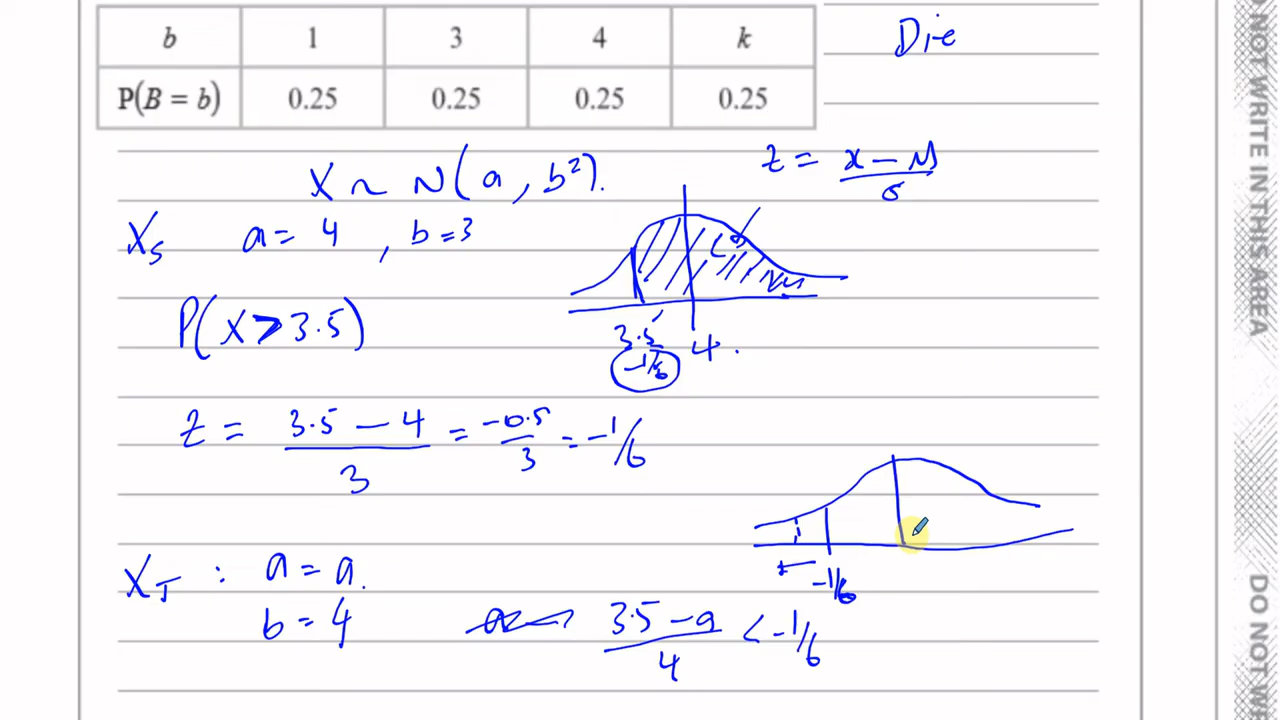 b 1 3 4 k
P(B = b) 0.25 0.25 0.25 0.25
Die
X ~ N(a, b²).
z = x − μ / σ
X_S a = 4, b = 3
P(X > 3.5)
3.5 4.
-1/6
z = 3.5 − 4 / 3 = -0.5 / 3 = -1/6
-1/6
X_T : a = a.
b = 4
3.5 − a / 4 < -1/6
DO NOT WRITE IN THIS AREA
DO NOT WR